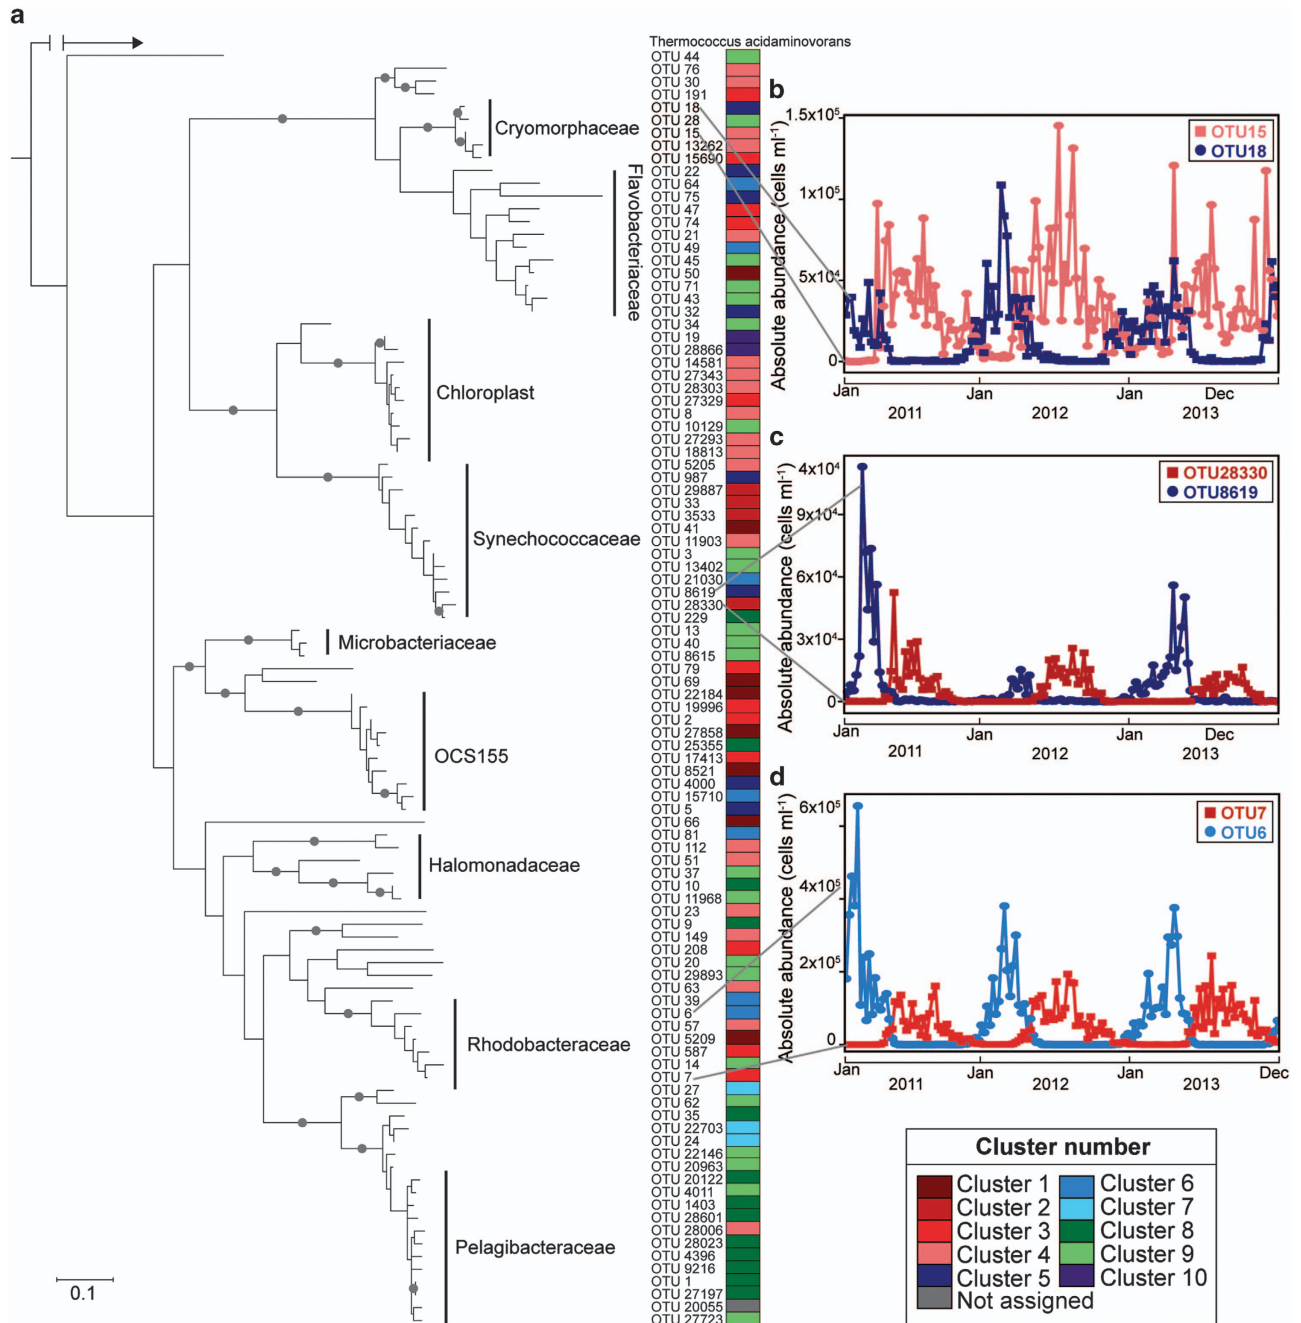 a
Thermococcus acidaminovorans
OTU 44
OTU 76
OTU 30
OTU 191
OTU 18
OTU 28
OTU 15
OTU 13262
OTU 15690
OTU 22
OTU 64
OTU 75
OTU 47
OTU 74
OTU 21
OTU 49
OTU 45
OTU 50
OTU 71
OTU 43
OTU 32
OTU 34
OTU 19
OTU 28866
OTU 14581
OTU 27343
OTU 28303
OTU 27329
OTU 8
OTU 10129
OTU 27293
OTU 18813
OTU 5205
OTU 987
OTU 29887
OTU 33
OTU 3533
OTU 41
OTU 11903
OTU 3
OTU 13402
OTU 21030
OTU 8619
OTU 28330
OTU 229
OTU 13
OTU 40
OTU 8615
OTU 79
OTU 69
OTU 22184
OTU 19996
OTU 2
OTU 27858
OTU 25355
OTU 17413
OTU 8521
OTU 4000
OTU 15710
OTU 5
OTU 66
OTU 81
OTU 112
OTU 51
OTU 37
OTU 10
OTU 11968
OTU 23
OTU 9
OTU 149
OTU 208
OTU 20
OTU 29893
OTU 63
OTU 39
OTU 6
OTU 57
OTU 5209
OTU 587
OTU 14
OTU 7
OTU 27
OTU 62
OTU 35
OTU 22703
OTU 24
OTU 22146
OTU 20963
OTU 20122
OTU 4011
OTU 1403
OTU 28601
OTU 28006
OTU 28023
OTU 4396
OTU 9216
OTU 1
OTU 27197
OTU 20055
OTU 27723
Cryomorphaceae
Flavobacteriaceae
Chloroplast
Synechococcaceae
Microbacteriaceae
OCS155
Halomonadaceae
Rhodobacteraceae
Pelagibacteraceae
0.1
b
Absolute abundance (cells ml⁻¹)
1.5x10⁵
1x10⁵
5x10⁴
0
OTU15
OTU18
Jan
Jan
Jan
Dec
2011
2012
2013
c
Absolute abundance (cells ml⁻¹)
4x10⁴
9x10⁴
6x10⁴
3x10⁴
0
OTU28330
OTU8619
Jan
Jan
Jan
2011
2012
2013
d
Absolute abundance (cells ml⁻¹)
6x10⁵
4x10⁵
2x10⁵
0
OTU7
OTU6
Jan
Jan
Jan
Dec
2011
2012
2013
Cluster number
Cluster 1
Cluster 2
Cluster 3
Cluster 4
Cluster 5
Not assigned
Cluster 6
Cluster 7
Cluster 8
Cluster 9
Cluster 10